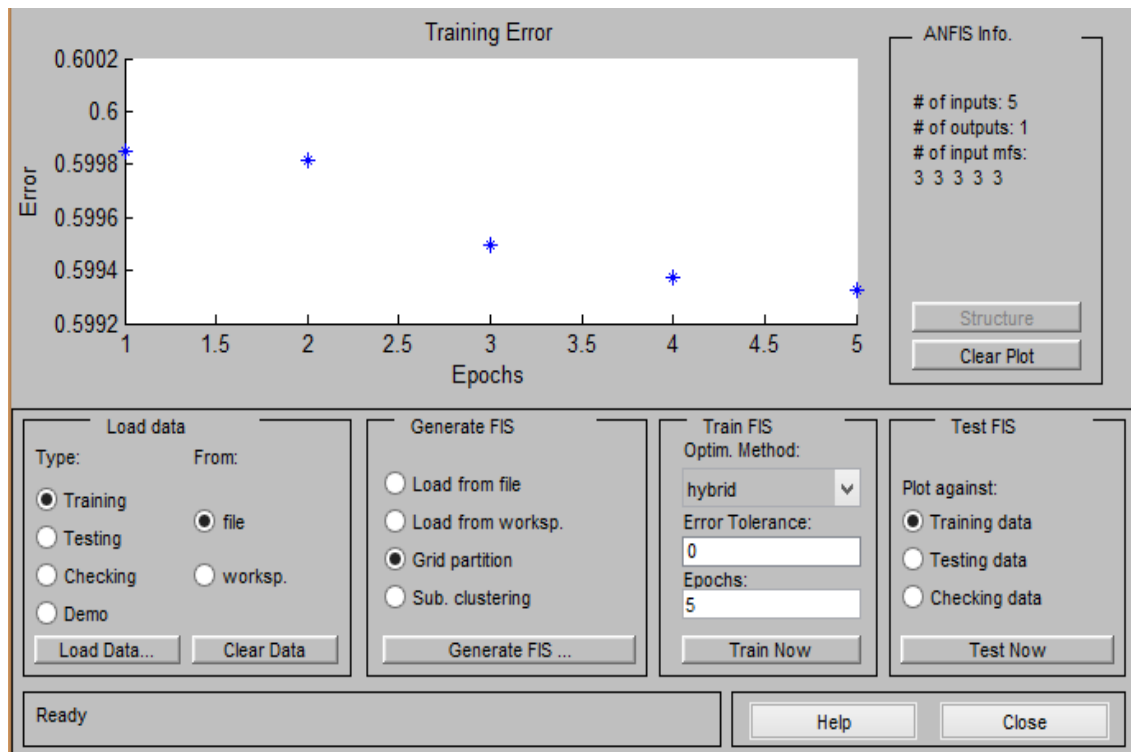 Training Error
0.6002
0.6
0.5998
0.5996
0.5994
0.5992
Error
1
1.5
2
2.5
3
3.5
4
4.5
5
Epochs
ANFIS Info.
# of inputs: 5
# of outputs: 1
# of input mfs:
3 3 3 3 3
Structure
Clear Plot
Load data
Type:
From:
Training
Testing
Checking
Demo
file
worksp.
Load Data...
Clear Data
Generate FIS
Load from file
Load from worksp.
Grid partition
Sub. clustering
Generate FIS ...
Train FIS
Optim. Method:
hybrid
Error Tolerance:
0
Epochs:
5
Train Now
Test FIS
Plot against:
Training data
Testing data
Checking data
Test Now
Ready
Help
Close